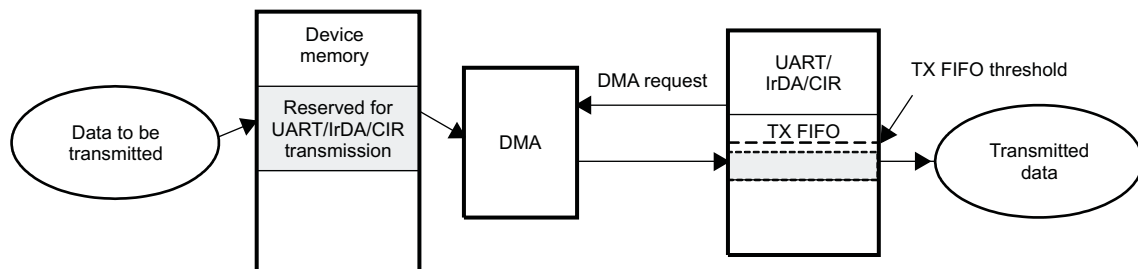 Data to be
transmitted
Device
memory
Reserved for
UART/IrDA/CIR
transmission
DMA
DMA request
UART/
IrDA/CIR
TX FIFO
TX FIFO threshold
Transmitted
data